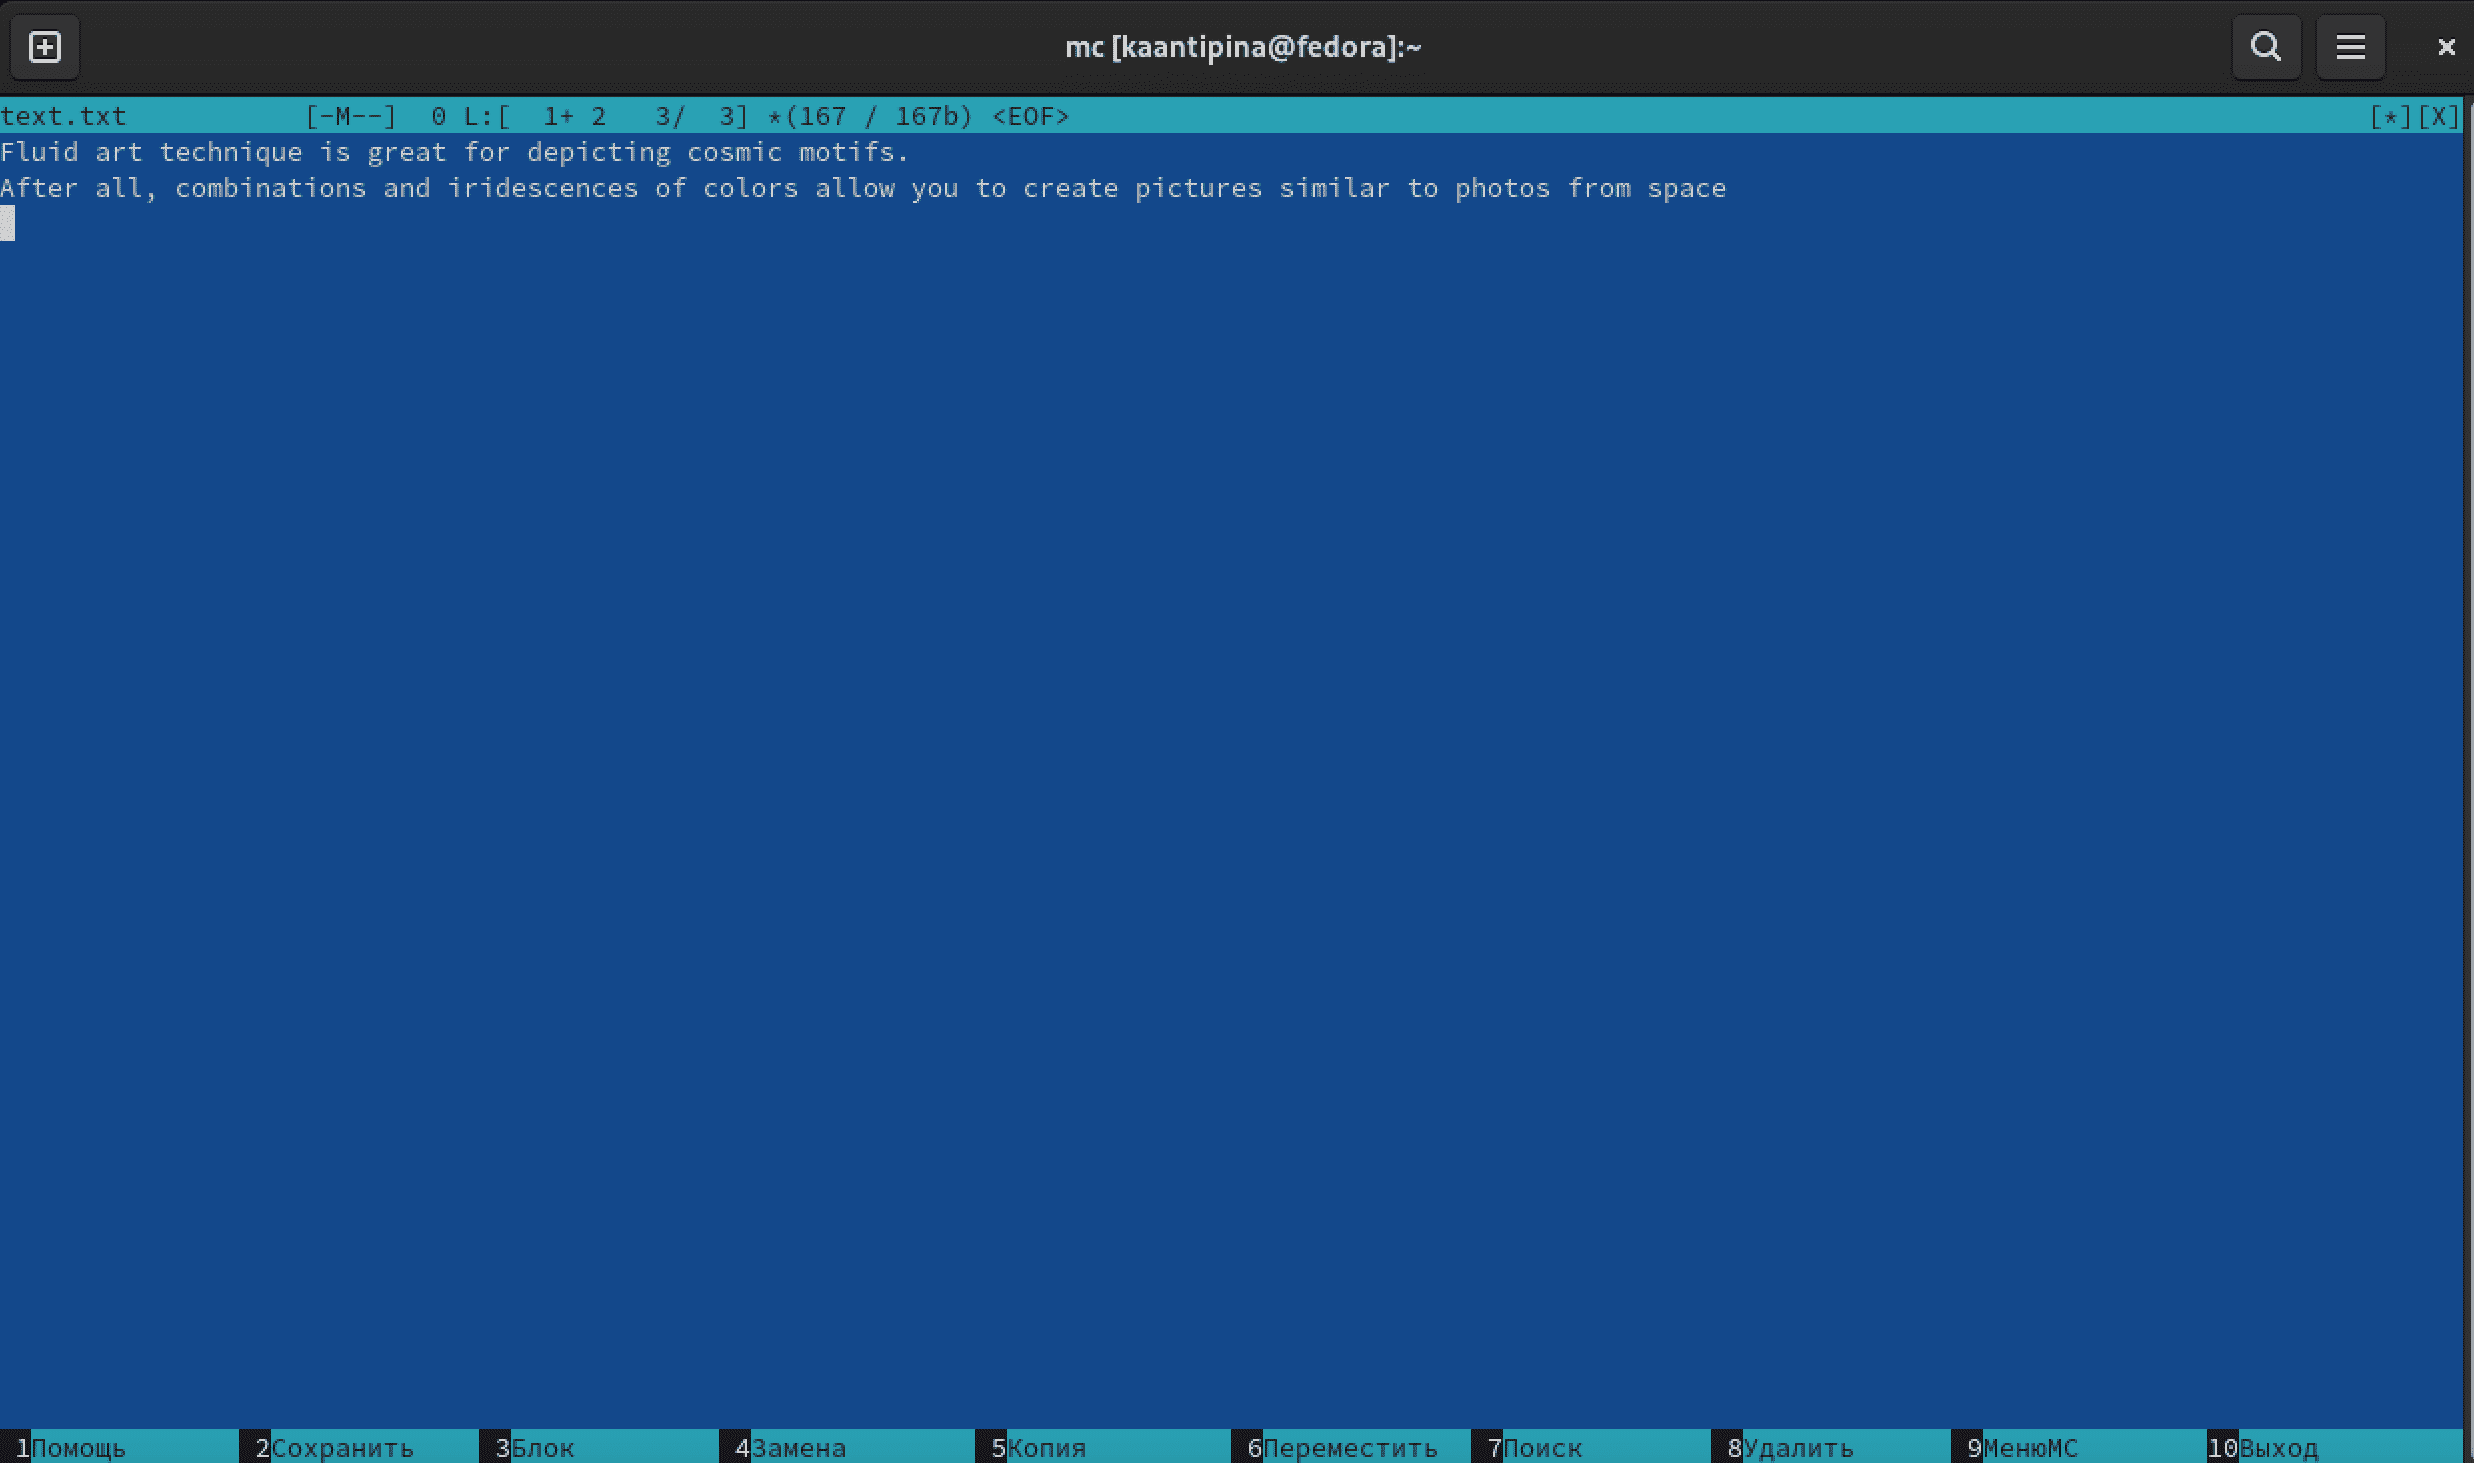 mc [kaantipina@fedora]:~
text.txt [-M--] 0 L:[ 1+ 2 3/ 3] *(167 / 167b) <EOF> [*][X]
Fluid art technique is great for depicting cosmic motifs.
After all, combinations and iridescences of colors allow you to create pictures similar to photos from space
1Помощь 2Сохранить 3Блок 4Замена 5Копия 6Переместить 7Поиск 8Удалить 9МенюМС 10Выход